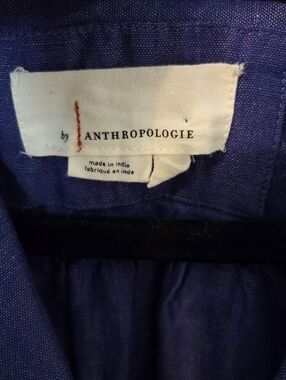 by ANTHROPOLOGIE
made in india
fabriqué en inde